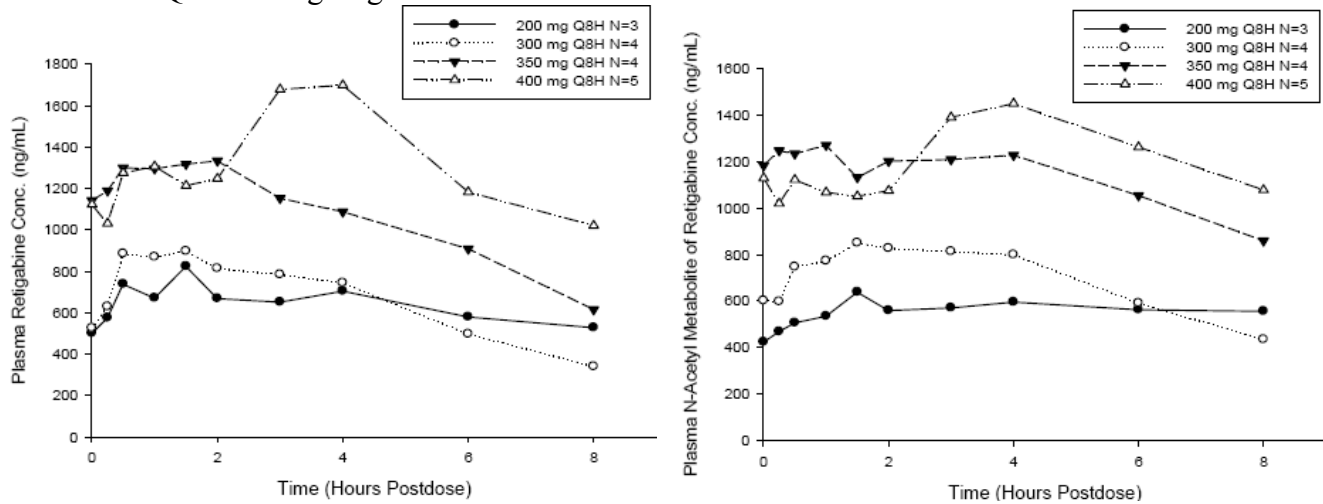 200 mg Q8H N=3
300 mg Q8H N=4
350 mg Q8H N=4
400 mg Q8H N=5
1800
1600
1400
1200
1000
800
600
400
200
0
Plasma Retigabine Conc. (ng/mL)
0 2 4 6 8
Time (Hours Postdose)
200 mg Q8H N=3
300 mg Q8H N=4
350 mg Q8H N=4
400 mg Q8H N=5
1600
1400
1200
1000
800
600
400
200
0
Plasma N-Acetyl Metabolite of Retigabine Conc. (ng/mL)
0 2 4 6 8
Time (Hours Postdose)